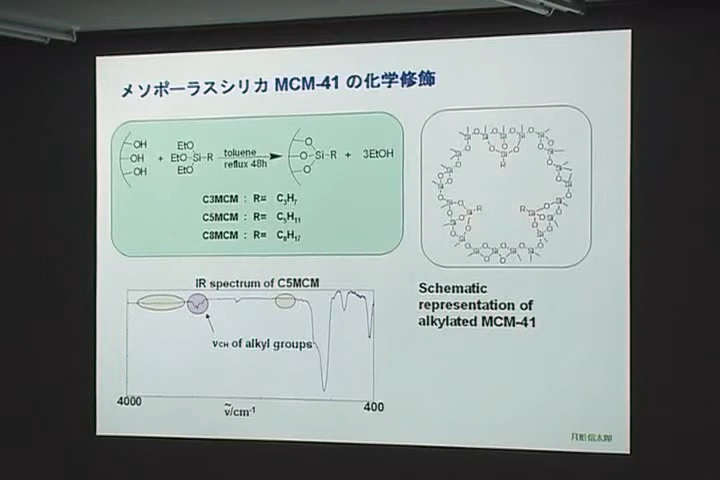 メソポーラスシリカ MCM-41 の化学修飾
OH
OH
OH
+
EtO
EtO-Si-R
EtO
toluene
reflux 48h
O
O-Si-R
O
+ 3EtOH
C3MCM : R= C3H7
C5MCM : R= C5H11
C8MCM : R= C8H17
R
R
R
Schematic
representation of
alkylated MCM-41
IR spectrum of C5MCM
νCH of alkyl groups
4000
ν̃/cm-1
400